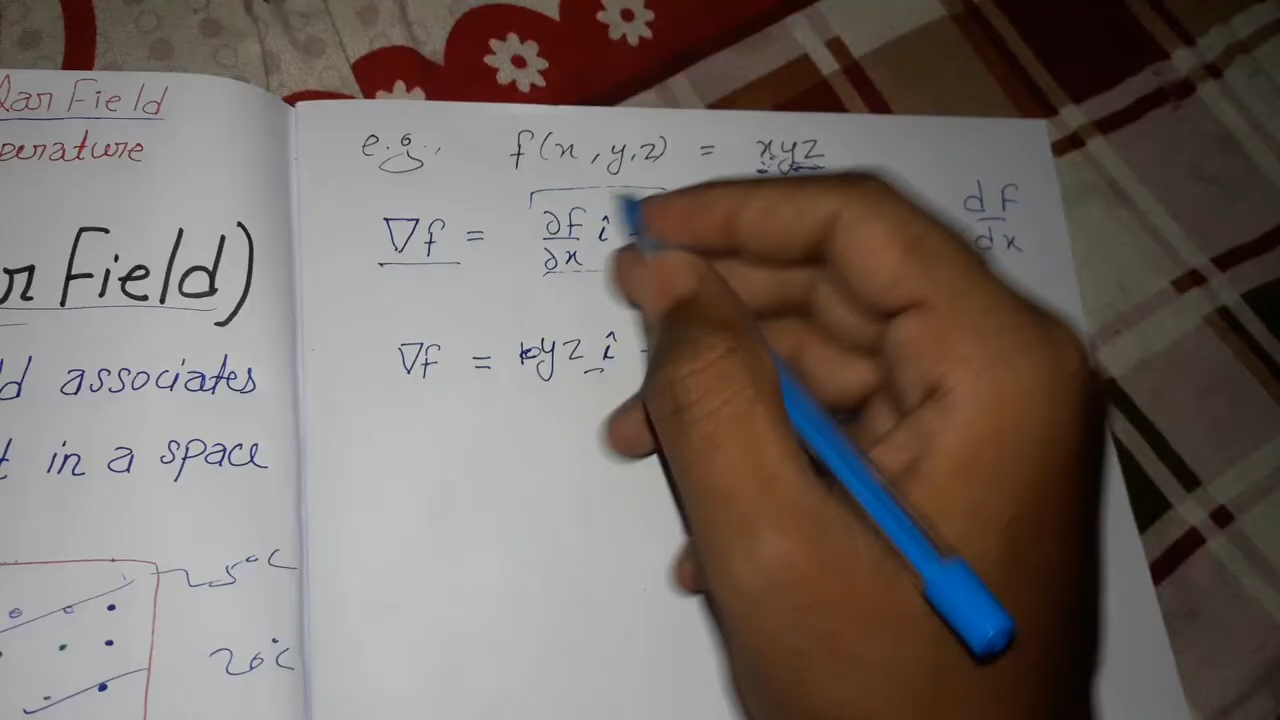 lar Field
perature
r Field)
d associates
t in a space
25°C
20°C
e.g., f(x,y,z) = xyz
∇f = ∂f/∂x î
df/dx
∇f = yz î